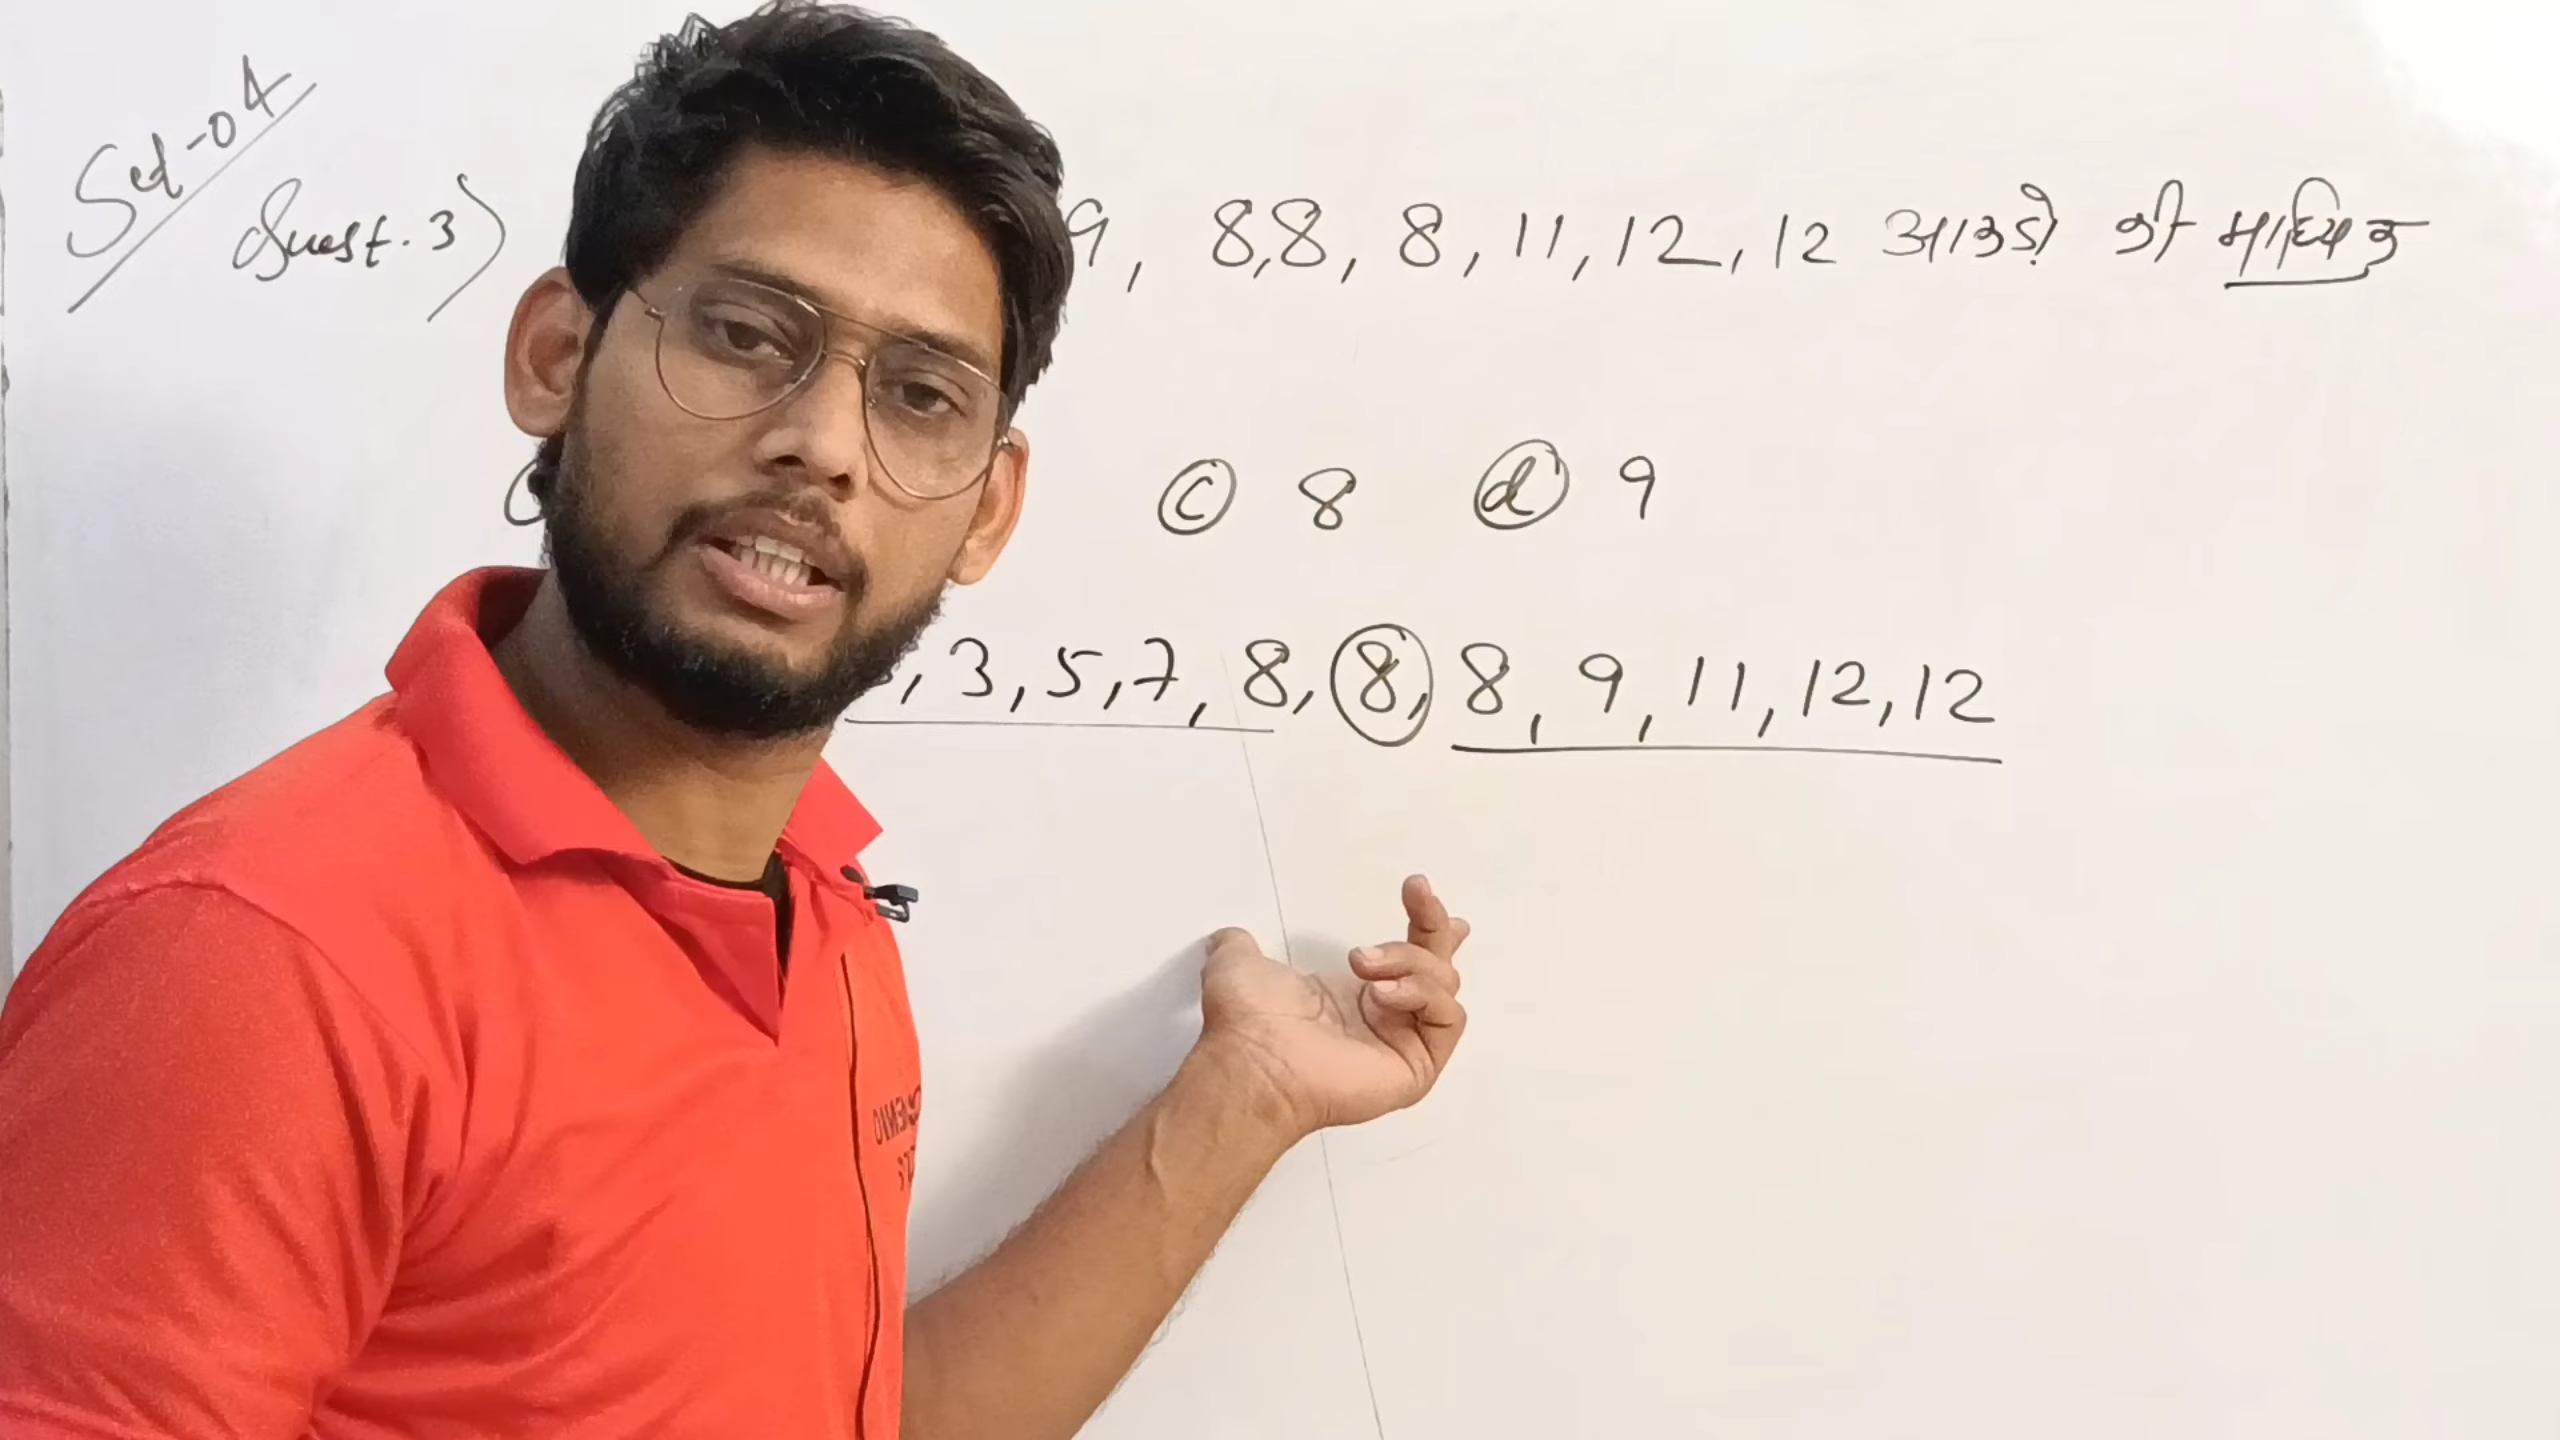 Set-04
Quest. 3) 9, 8,8, 8, 11, 12, 12 आकडो की माध्यिक
c 8 d 9
, 3, 5, 7, 8, 8, 8, 9, 11, 12, 12